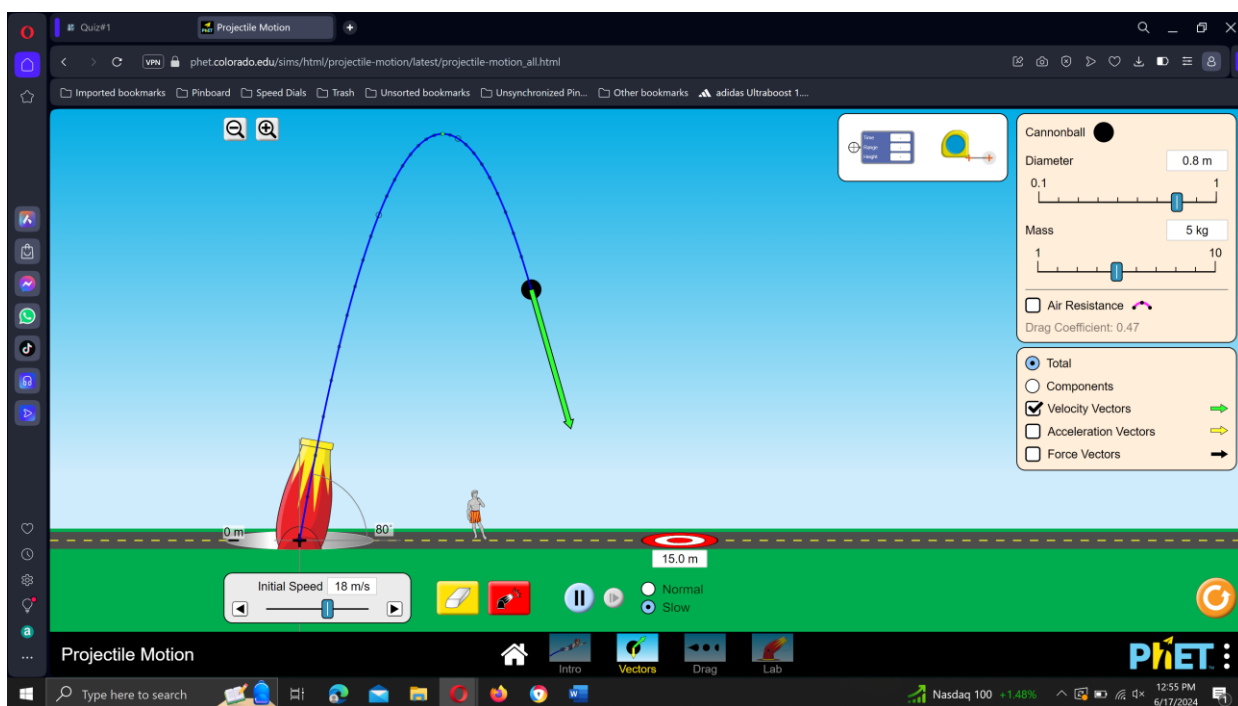 Quiz#1
Projectile Motion
VPN
phet.colorado.edu/sims/html/projectile-motion/latest/projectile-motion_all.html
Imported bookmarks
Pinboard
Speed Dials
Trash
Unsorted bookmarks
Unsynchronized Pin...
Other bookmarks
adidas Ultraboost 1....
Time
Range
Height
Cannonball
Diameter
0.8 m
0.1
1
Mass
5 kg
1
10
Air Resistance
Drag Coefficient: 0.47
Total
Components
Velocity Vectors
Acceleration Vectors
Force Vectors
0 m
80°
15.0 m
Initial Speed 18 m/s
Normal
Slow
Projectile Motion
Intro
Vectors
Drag
Lab
PhET
Type here to search
Nasdaq 100 +1.48%
12:55 PM
6/17/2024